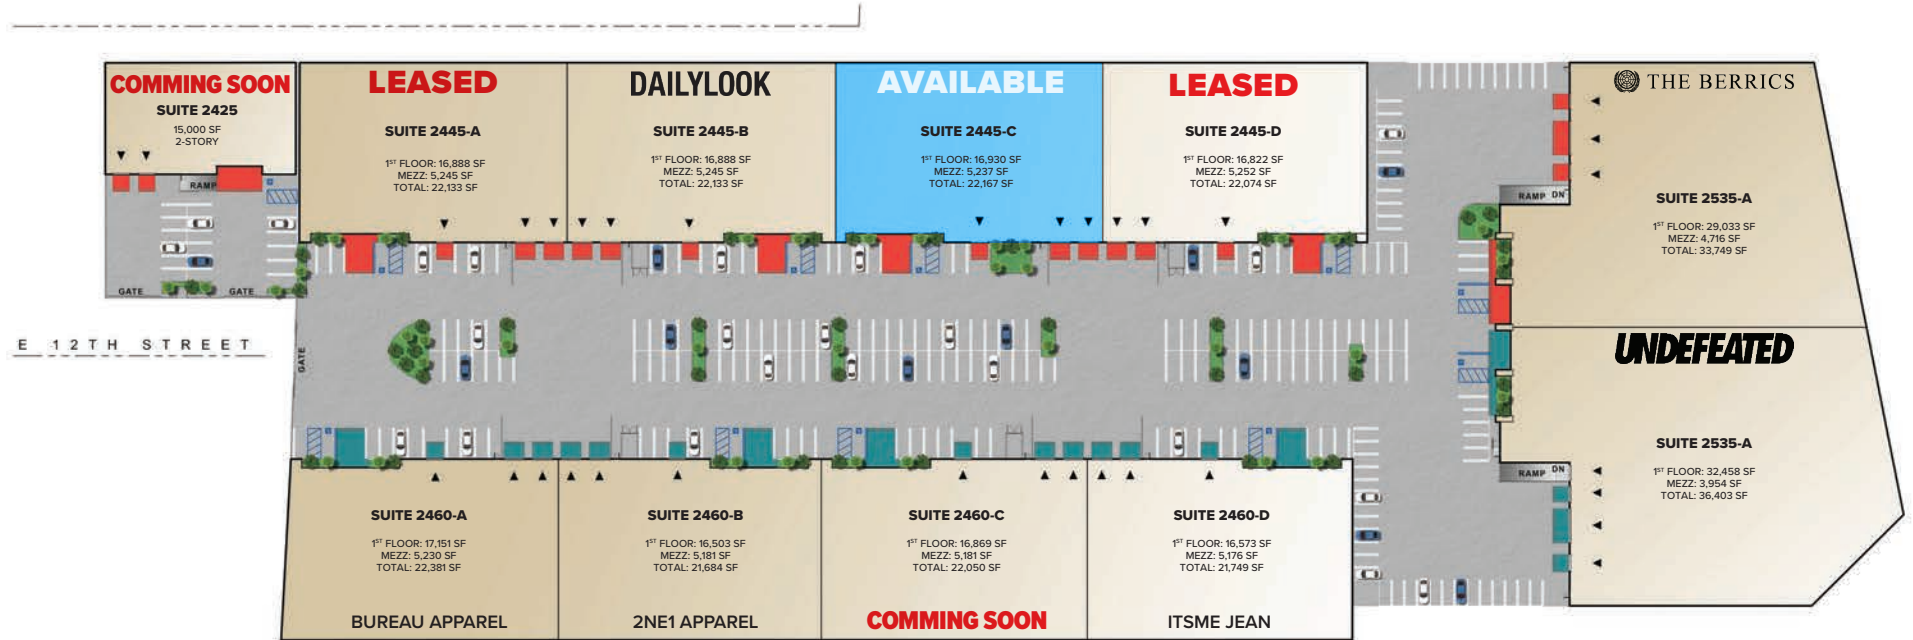 COMMING SOON
SUITE 2425
15,000 SF
2-STORY
RAMP
GATE
GATE
LEASED
SUITE 2445-A
1ST FLOOR: 16,888 SF
MEZZ: 5,245 SF
TOTAL: 22,133 SF
DAILYLOOK
SUITE 2445-B
1ST FLOOR: 16,888 SF
MEZZ: 5,245 SF
TOTAL: 22,133 SF
AVAILABLE
SUITE 2445-C
1ST FLOOR: 16,930 SF
MEZZ: 5,237 SF
TOTAL: 22,167 SF
LEASED
SUITE 2445-D
1ST FLOOR: 16,822 SF
MEZZ: 5,252 SF
TOTAL: 22,074 SF
THE BERRICS
SUITE 2535-A
1ST FLOOR: 29,033 SF
MEZZ: 4,716 SF
TOTAL: 33,749 SF
RAMP DN
E 12TH STREET
GATE
UNDEFEATED
SUITE 2535-A
1ST FLOOR: 32,458 SF
MEZZ: 3,954 SF
TOTAL: 36,403 SF
RAMP DN
SUITE 2460-A
1ST FLOOR: 17,151 SF
MEZZ: 5,230 SF
TOTAL: 22,381 SF
BUREAU APPAREL
SUITE 2460-B
1ST FLOOR: 16,503 SF
MEZZ: 5,181 SF
TOTAL: 21,684 SF
2NE1 APPAREL
SUITE 2460-C
1ST FLOOR: 16,869 SF
MEZZ: 5,181 SF
TOTAL: 22,050 SF
COMMING SOON
SUITE 2460-D
1ST FLOOR: 16,573 SF
MEZZ: 5,176 SF
TOTAL: 21,749 SF
ITSME JEAN